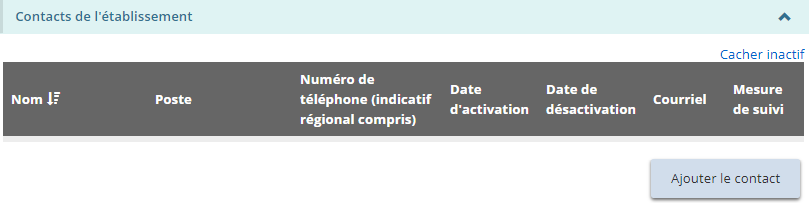 Contacts de l'établissement
Cacher inactif
Nom
Poste
Numéro de
téléphone (indicatif
régional compris)
Date
d'activation
Date de
désactivation
Courriel
Mesure
de suivi
Ajouter le contact